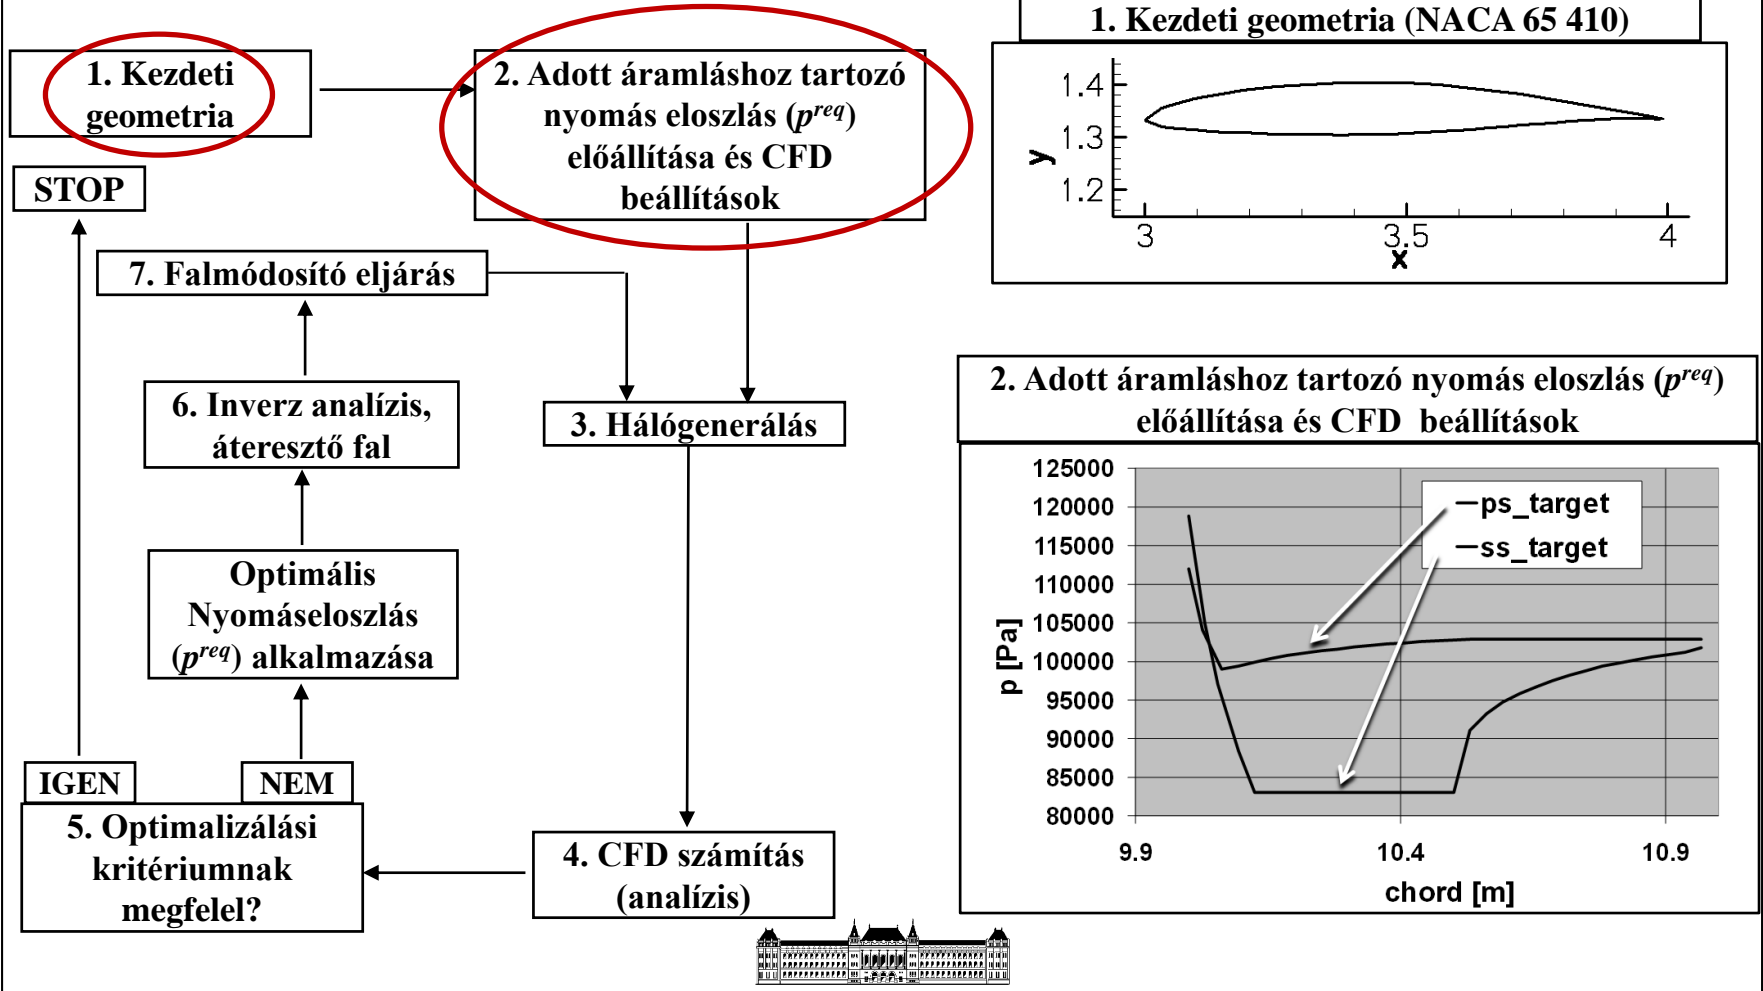 1. Kezdeti
geometria
2. Adott áramláshoz tartozó
nyomás eloszlás (p^req)
előállítása és CFD
beállítások
STOP
7. Falmódosító eljárás
6. Inverz analízis,
áteresztő fal
3. Hálógenerálás
Optimális
Nyomáseloszlás
(p^req) alkalmazása
IGEN
NEM
5. Optimalizálási
kritériumnak
megfelel?
4. CFD számítás
(analízis)
1. Kezdeti geometria (NACA 65 410)
1.4
1.3
1.2
y
3
3.5
4
x
2. Adott áramláshoz tartozó nyomás eloszlás (p^req)
előállítása és CFD beállítások
125000
120000
115000
110000
105000
100000
95000
90000
85000
80000
p [Pa]
ps_target
ss_target
9.9
10.4
10.9
chord [m]